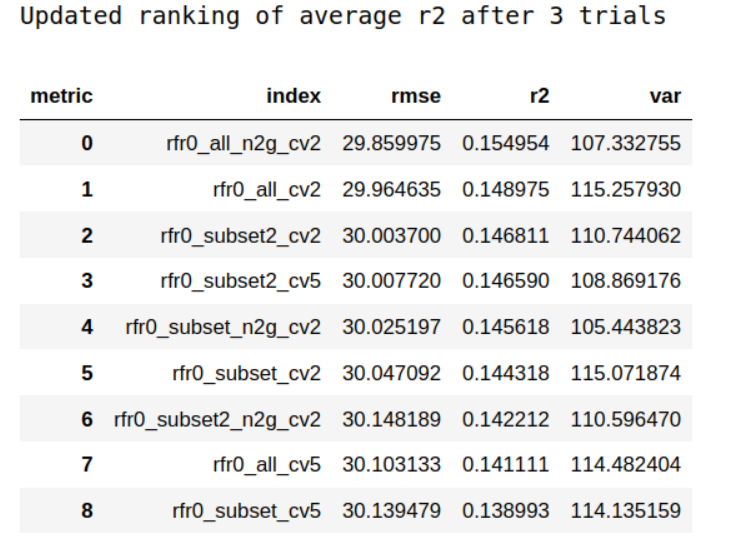 Updated ranking of average r2 after 3 trials
metric index rmse r2 var
0 rfr0_all_n2g_cv2 29.859975 0.154954 107.332755
1 rfr0_all_cv2 29.964635 0.148975 115.257930
2 rfr0_subset2_cv2 30.003700 0.146811 110.744062
3 rfr0_subset2_cv5 30.007720 0.146590 108.869176
4 rfr0_subset_n2g_cv2 30.025197 0.145618 105.443823
5 rfr0_subset_cv2 30.047092 0.144318 115.071874
6 rfr0_subset2_n2g_cv2 30.148189 0.142212 110.596470
7 rfr0_all_cv5 30.103133 0.141111 114.482404
8 rfr0_subset_cv5 30.139479 0.138993 114.135159